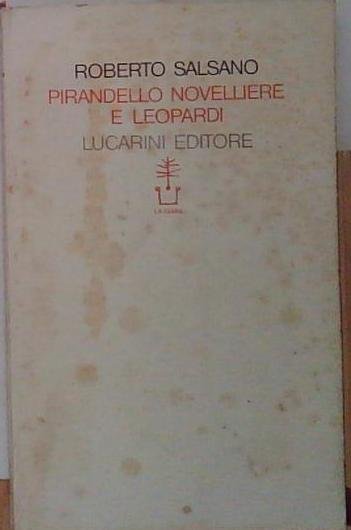 ROBERTO SALSANO
PIRANDELLO NOVELLIERE
E LEOPARDI
LUCARINI EDITORE